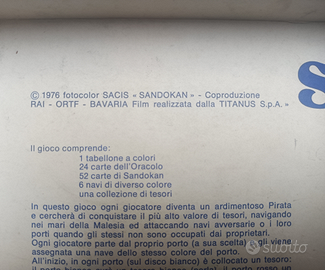 © 1976 fotocolor SACIS « SANDOKAN » - Coproduzione
RAI - ORTF - BAVARIA Film realizzata dalla TITANUS S.p.A. »
S
Il gioco comprende:
1 tabellone a colori
24 carte dell'Oracolo
52 carte di Sandokan
6 navi di diverso colore
una collezione di tesori
In questo gioco ogni giocatore diventa un ardimentoso Pirata
e cercherà di conquistare il più alto valore di tesori, navigando
nei mari della Malesia ed attaccando navi avversarie o i loro
porti quando gli stessi non sono occupati dai proprietari.
Ogni giocatore parte dal proprio porto (a sua scelta) e gli viene
assegnata una nave dello stesso colore del porto.
All'inizio, in ogni porto (sul disco bianco) è collocato un tesoro:
subito